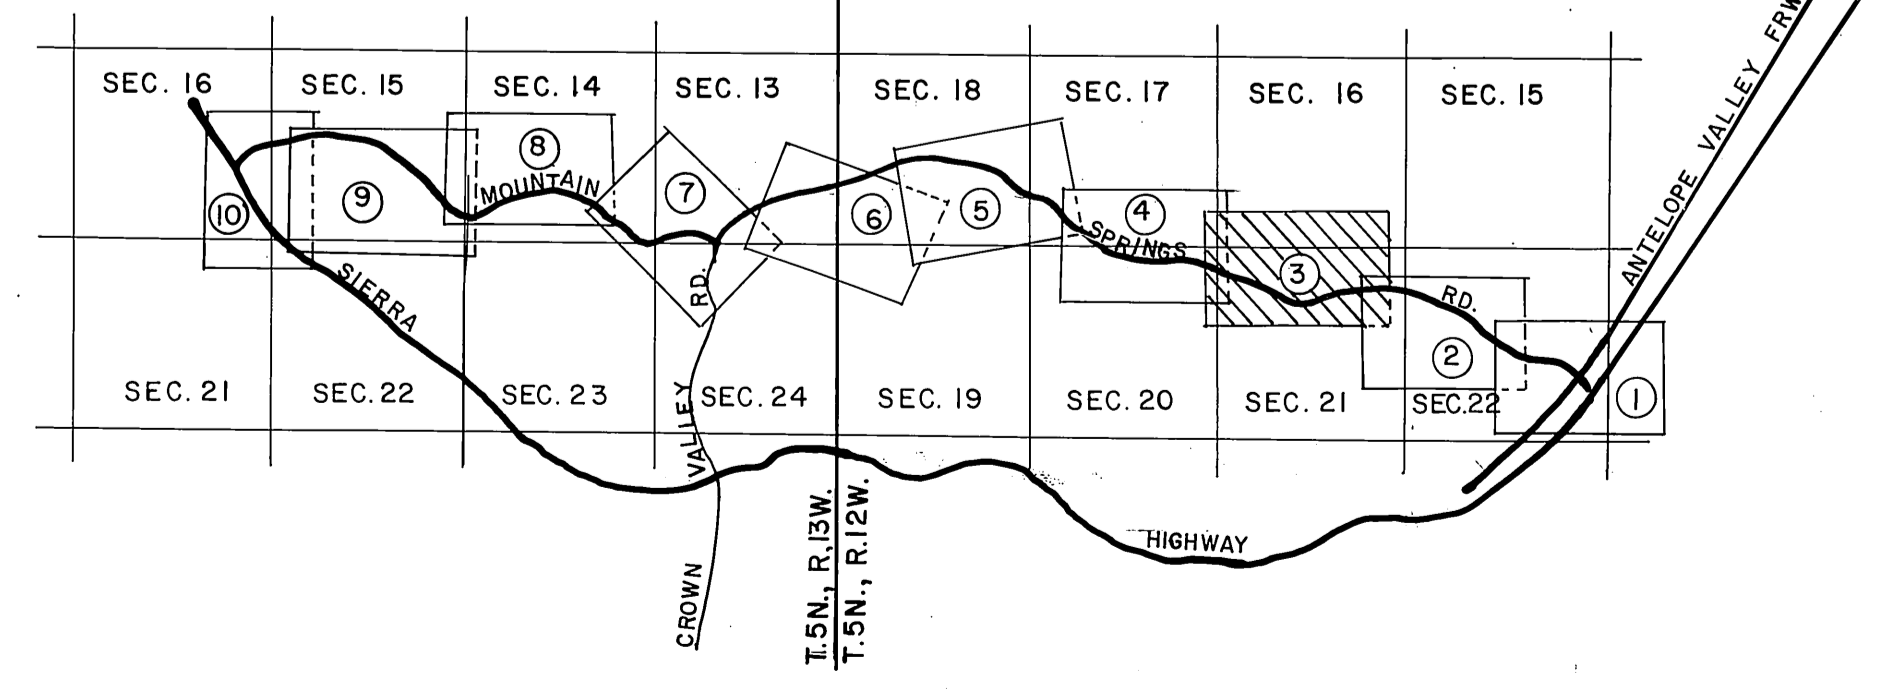 SEC. 16
SEC. 15
SEC. 14
SEC. 13
SEC. 18
SEC. 17
SEC. 16
SEC. 15
ANTELOPE VALLEY FRW
10
9
8
7
6
5
4
3
2
1
MOUNTAIN
SPRINGS
RD.
SIERRA
HIGHWAY
CROWN
VALLEY
RD.
SEC. 21
SEC. 22
SEC. 23
SEC. 24
SEC. 19
SEC. 20
SEC. 21
SEC. 22
T.5N., R.13W.
T.5N., R.12W.